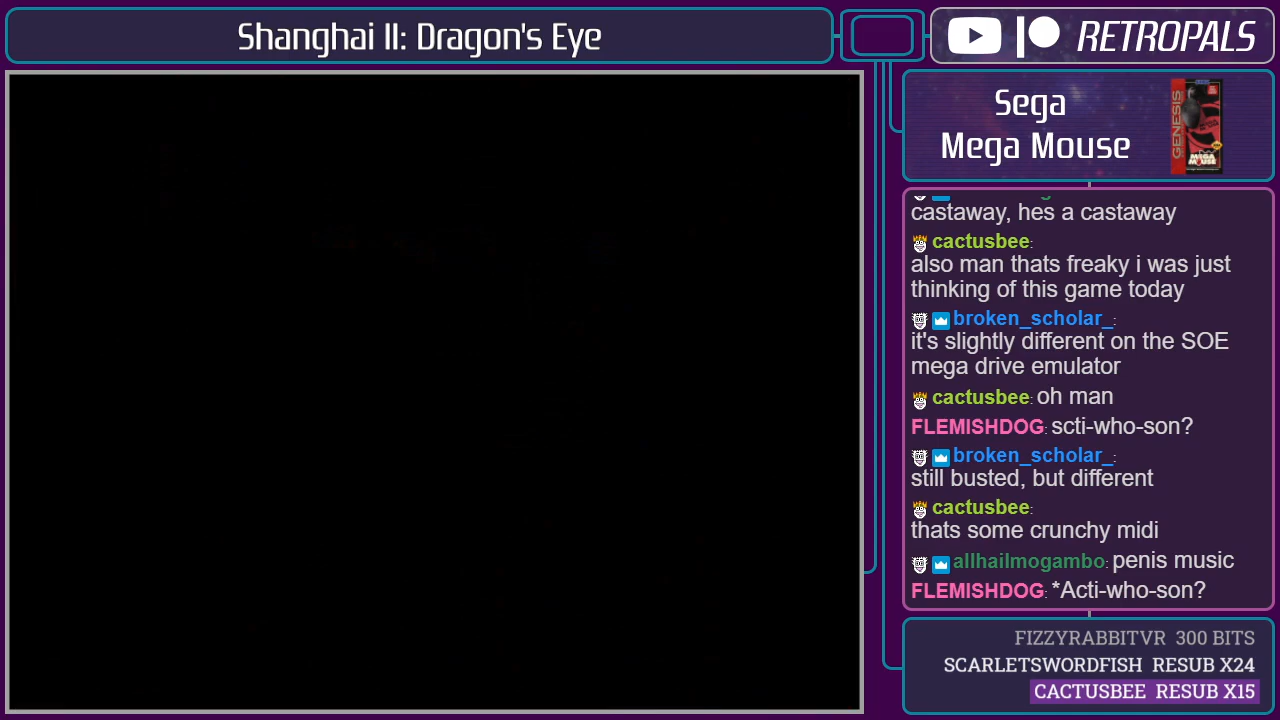 Shanghai II: Dragon's Eye
RETROPALS
Sega
Mega Mouse
GENESIS
MEGA
MOUSE
castaway, hes a castaway
cactusbee:
also man thats freaky i was just
thinking of this game today
broken_scholar_:
it's slightly different on the SOE
mega drive emulator
cactusbee: oh man
FLEMISHDOG: scti-who-son?
broken_scholar_:
still busted, but different
cactusbee:
thats some crunchy midi
allhailmogambo: penis music
FLEMISHDOG: *Acti-who-son?
FIZZYRABBITVR 300 BITS
SCARLETSWORDFISH RESUB X24
CACTUSBEE RESUB X15